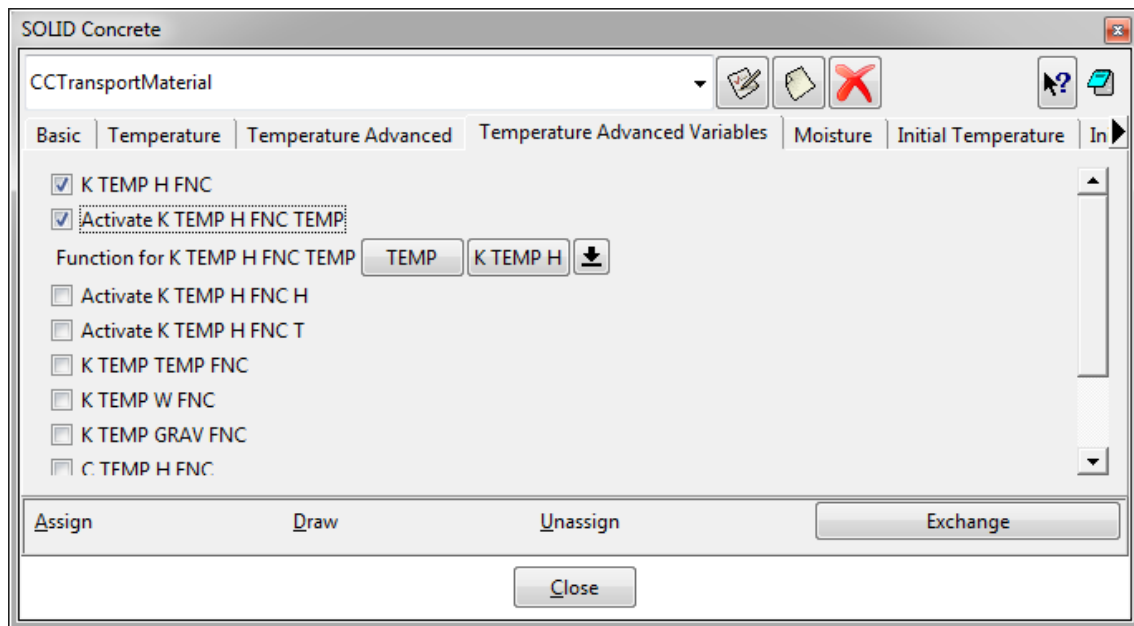 SOLID Concrete
CCTransportMaterial
Basic Temperature Temperature Advanced Temperature Advanced Variables Moisture Initial Temperature In
K TEMP H FNC
Activate K TEMP H FNC TEMP
Function for K TEMP H FNC TEMP TEMP K TEMP H
Activate K TEMP H FNC H
Activate K TEMP H FNC T
K TEMP TEMP FNC
K TEMP W FNC
K TEMP GRAV FNC
C TEMP H FNC
Assign Draw Unassign Exchange
Close